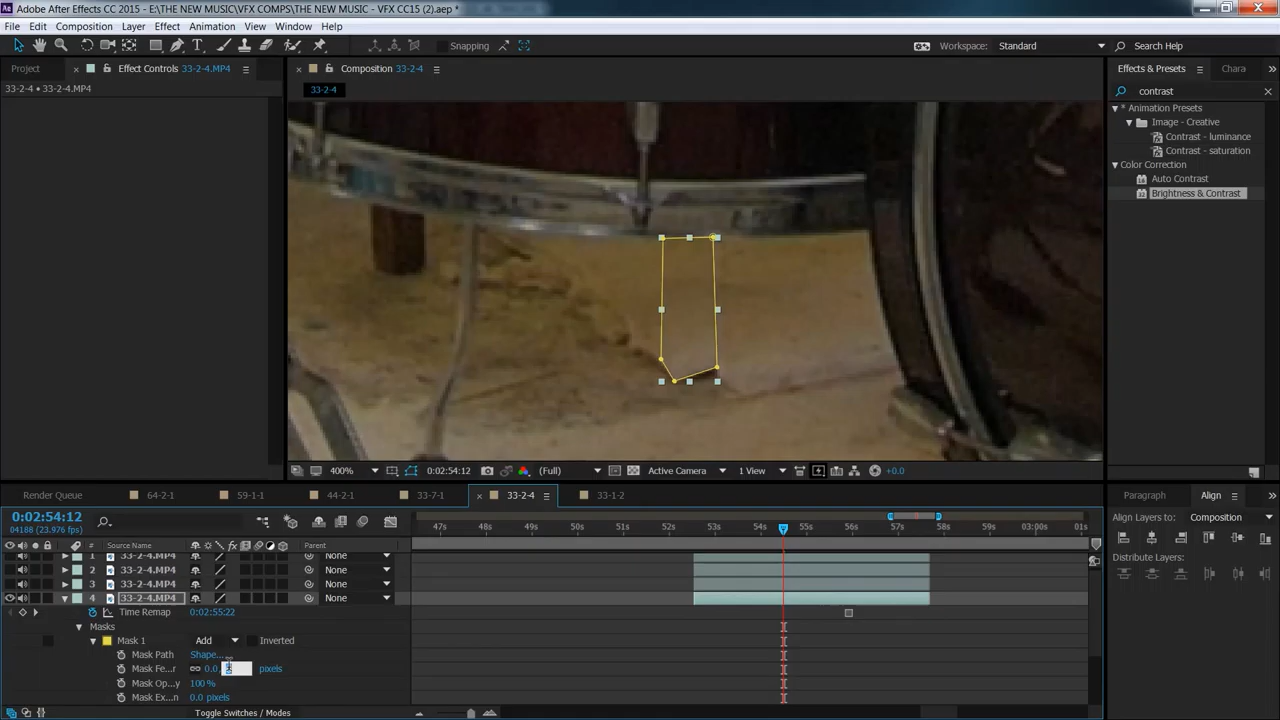 Adobe After Effects CC 2015 - E:\THE NEW MUSIC\VFX COMPS\THE NEW MUSIC - VFX CC15 (2).aep *
File Edit Composition Layer Effect Animation View Window Help
Snapping Workspace: Standard Search Help
Project Effect Controls 33-2-4.MP4 Composition 33-2-4 Effects & Presets Chara
33-2-4 • 33-2-4.MP4 33-2-4 contrast
* Animation Presets
Image - Creative
Contrast - luminance
Contrast - saturation
Color Correction
Auto Contrast
Brightness & Contrast
400% 0:02:54:12 (Full) Active Camera 1 View +0.0
Render Queue 64-2-1 59-1-1 44-2-1 33-7-1 33-2-4 33-1-2 Paragraph Align
0:02:54:12
04188 (23.976 fps)
47s 48s 49s 50s 51s 52s 53s 54s 55s 56s 57s 58s 59s 03:00s 01s
Align Layers to: Composition
Distribute Layers:
# Source Name Parent
33-2-4.MP4 None
2 33-2-4.MP4 None
3 33-2-4.MP4 None
4 33-2-4.MP4 None
Time Remap 0:02:55:22
Masks
Mask 1 Add Inverted
Mask Path Shape...
Mask Fe...r 0.0, pixels
Mask Op...y 100 %
Mask Ex...n 0.0 pixels
Toggle Switches / Modes